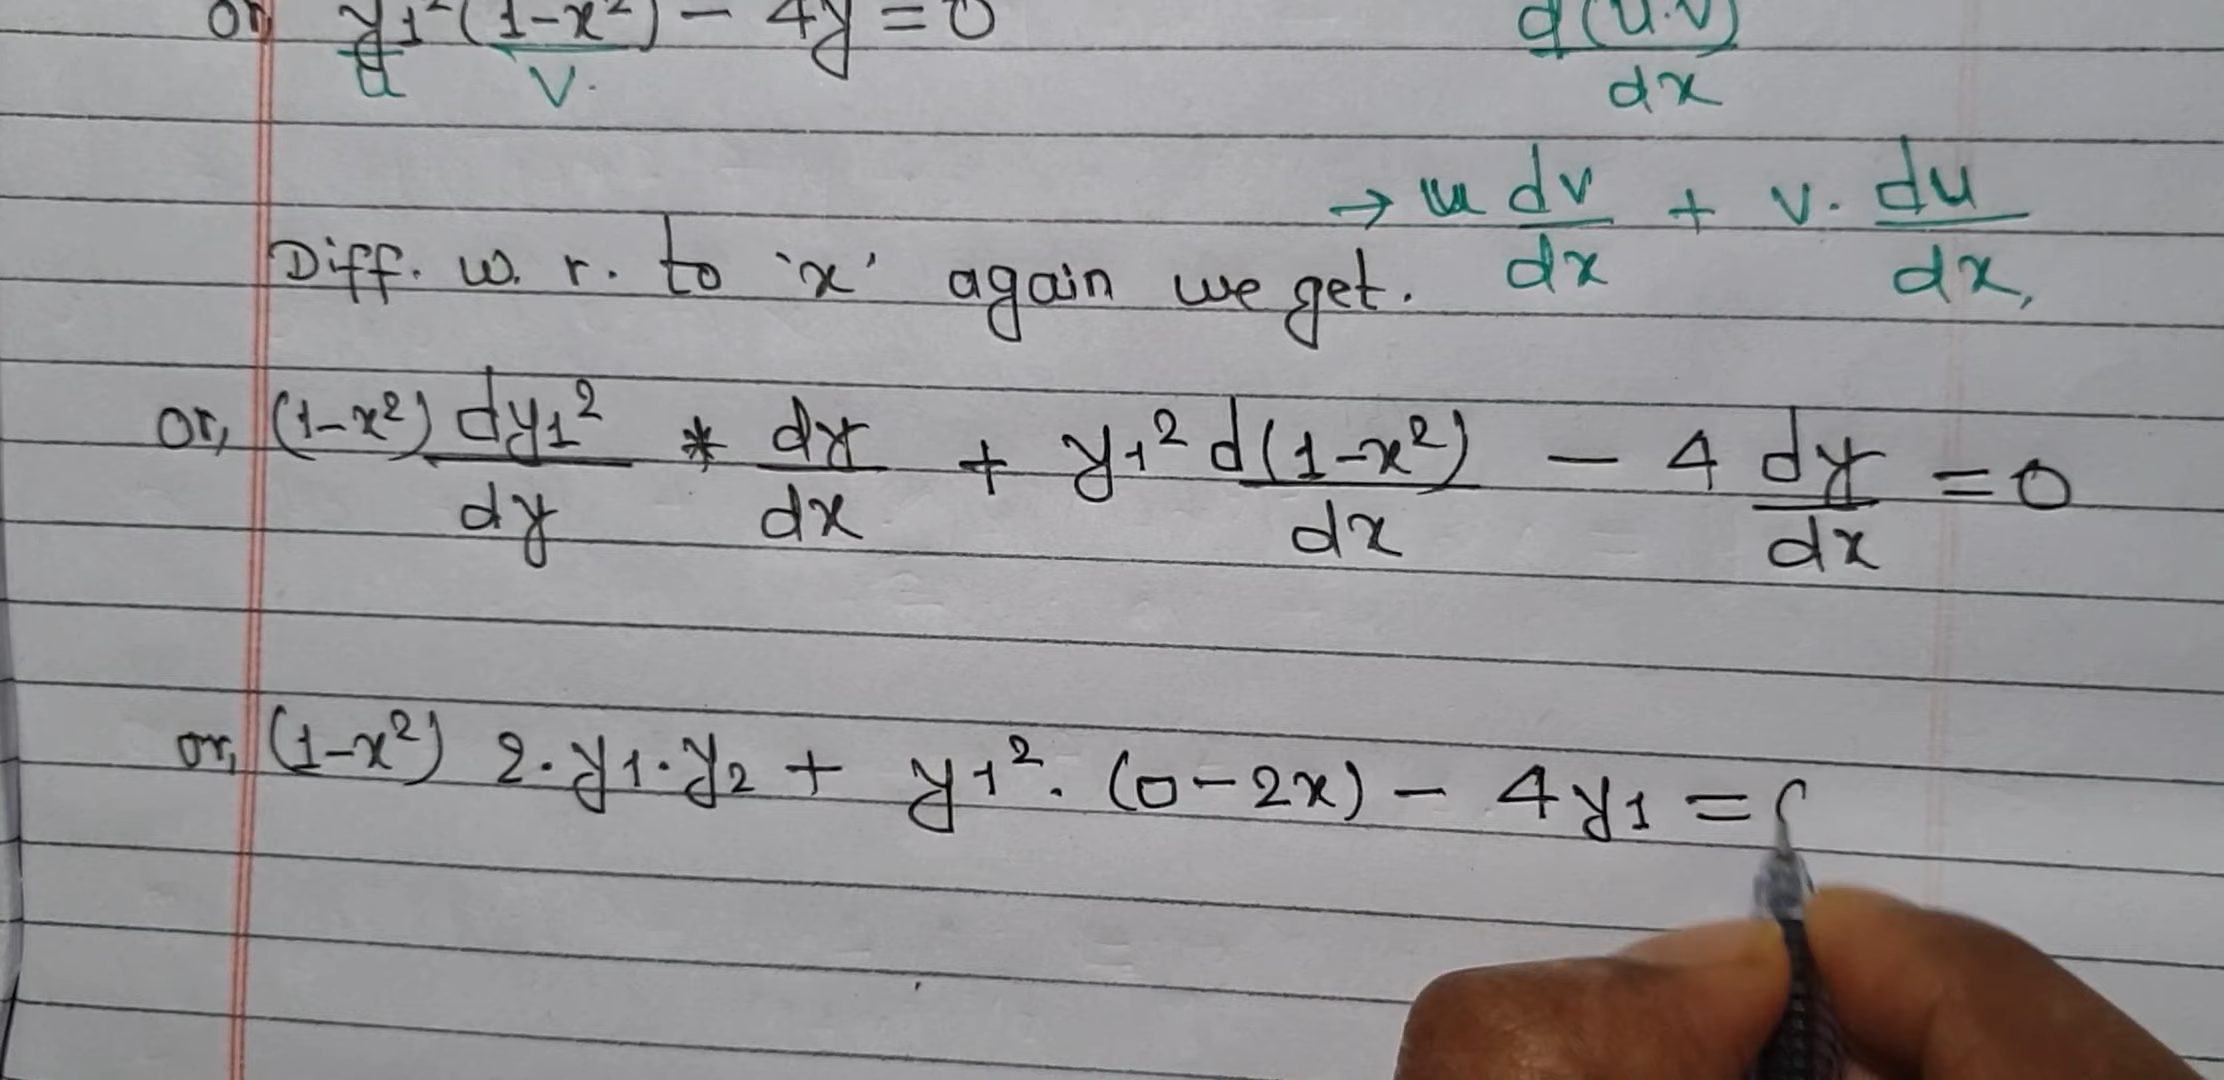 or, y₁²(1-x²) - 4y = 0
u v.
d(u.v)/dx
→ u dv/dx + v. du/dx,
Diff. w. r. to 'x' again we get.
or, (1-x²) dy₁²/dy * dy/dx + y₁² d(1-x²)/dx - 4 dy/dx = 0
or, (1-x²) 2.y₁.y₂ + y₁². (0-2x) - 4y₁ =